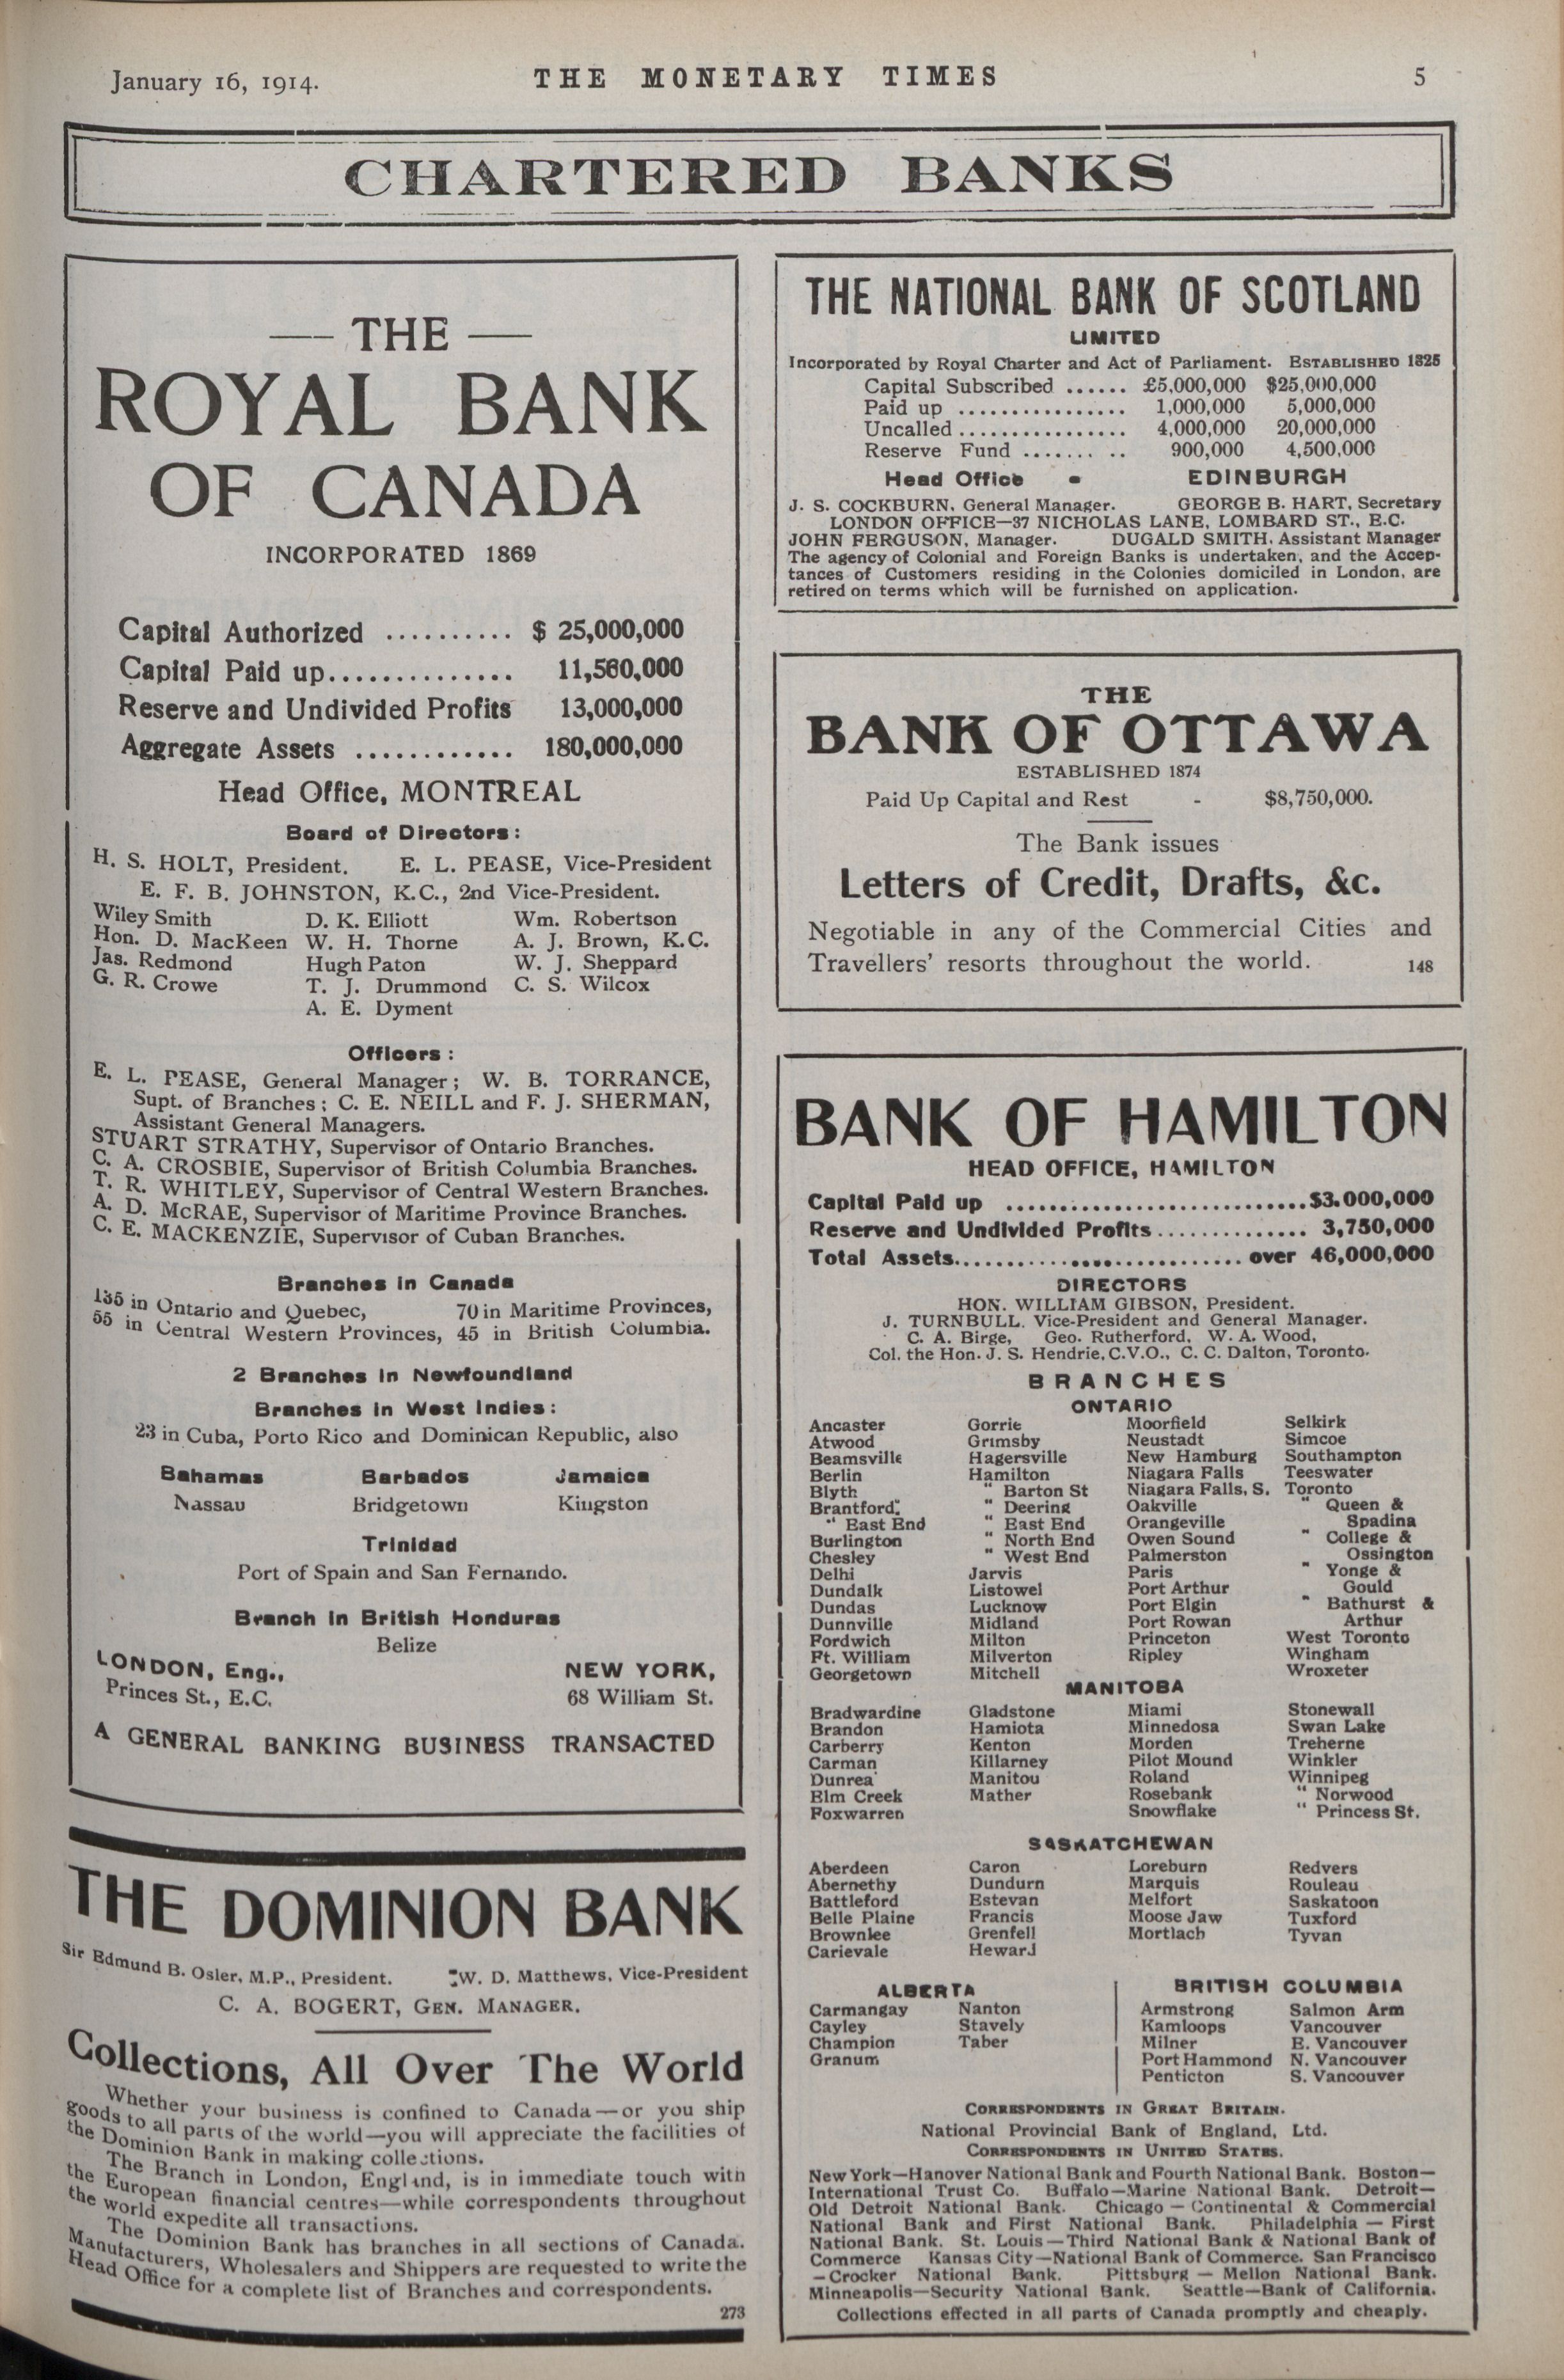 January 16, 1914.
THE MONETARY TIMES
5
CHARTERED BANKS
— THE —
ROYAL BANK
OF CANADA
INCORPORATED 1869
Capital Authorized .......... $ 25,000,000
Capital Paid up.............. 11,560,000
Reserve and Undivided Profits 13,000,000
Aggregate Assets ............ 180,000,000
Head Office, MONTREAL
Board of Directors:
H. S. HOLT, President. E. L. PEASE, Vice-President
E. F. B. JOHNSTON, K.C., 2nd Vice-President.
Wiley Smith D. K. Elliott Wm. Robertson
Hon. D. MacKeen W. H. Thorne A. J. Brown, K.C.
Jas. Redmond Hugh Paton W. J. Sheppard
G. R. Crowe T. J. Drummond C. S. Wilcox
A. E. Dyment
Officers:
E. L. PEASE, General Manager; W. B. TORRANCE,
Supt. of Branches; C. E. NEILL and F. J. SHERMAN,
Assistant General Managers.
STUART STRATHY, Supervisor of Ontario Branches.
C. A. CROSBIE, Supervisor of British Columbia Branches.
T. R. WHITLEY, Supervisor of Central Western Branches.
A. D. McRAE, Supervisor of Maritime Province Branches.
C. E. MACKENZIE, Supervisor of Cuban Branches.
Branches in Canada
135 in Ontario and Quebec, 70 in Maritime Provinces,
55 in Central Western Provinces, 45 in British Columbia.
2 Branches in Newfoundland
Branches in West Indies:
23 in Cuba, Porto Rico and Dominican Republic, also
Bahamas Barbados Jamaica
Nassau Bridgetown Kingston
Trinidad
Port of Spain and San Fernando.
Branch in British Honduras
Belize
LONDON, Eng., NEW YORK,
Princes St., E.C. 68 William St.
A GENERAL BANKING BUSINESS TRANSACTED
THE DOMINION BANK
Sir Edmund B. Osler, M.P., President. W. D. Matthews, Vice-President
C. A. BOGERT, GEN. MANAGER.
Collections, All Over The World
Whether your business is confined to Canada—or you ship
goods to all parts of the world—you will appreciate the facilities of
the Dominion Bank in making collections.
The Branch in London, England, is in immediate touch with
the European financial centres—while correspondents throughout
the world expedite all transactions.
The Dominion Bank has branches in all sections of Canada.
Manufacturers, Wholesalers and Shippers are requested to write the
Head Office for a complete list of Branches and correspondents.
273
THE NATIONAL BANK OF SCOTLAND
LIMITED
Incorporated by Royal Charter and Act of Parliament. ESTABLISHED 1825
Capital Subscribed ...... £5,000,000 $25,000,000
Paid up ................ 1,000,000 5,000,000
Uncalled ................ 4,000,000 20,000,000
Reserve Fund ....... .. 900,000 4,500,000
Head Office - EDINBURGH
J. S. COCKBURN, General Manager. GEORGE B. HART, Secretary
LONDON OFFICE—37 NICHOLAS LANE, LOMBARD ST., E.C.
JOHN FERGUSON, Manager. DUGALD SMITH, Assistant Manager
The agency of Colonial and Foreign Banks is undertaken, and the Accep-
tances of Customers residing in the Colonies domiciled in London, are
retired on terms which will be furnished on application.
THE
BANK OF OTTAWA
ESTABLISHED 1874
Paid Up Capital and Rest - $8,750,000.
The Bank issues
Letters of Credit, Drafts, &c.
Negotiable in any of the Commercial Cities and
Travellers' resorts throughout the world. 148
BANK OF HAMILTON
HEAD OFFICE, HAMILTON
Capital Paid up ............................$3.000,000
Reserve and Undivided Profits.............. 3,750,000
Total Assets............................. over 46,000,000
DIRECTORS
HON. WILLIAM GIBSON, President.
J. TURNBULL, Vice-President and General Manager.
C. A. Birge, Geo. Rutherford, W. A. Wood,
Col. the Hon. J. S. Hendrie, C.V.O., C. C. Dalton, Toronto.
BRANCHES
ONTARIO
Ancaster Gorrie Moorfield Selkirk
Atwood Grimsby Neustadt Simcoe
Beamsville Hagersville New Hamburg Southampton
Berlin Hamilton Niagara Falls Teeswater
Blyth " Barton St Niagara Falls, S. Toronto
Brantford " Deering Oakville " Queen &
" East End " East End Orangeville Spadina
Burlington " North End Owen Sound " College &
Chesley " West End Palmerston Ossington
Delhi Jarvis Paris " Yonge &
Dundalk Listowel Port Arthur Gould
Dundas Lucknow Port Elgin " Bathurst &
Dunnville Midland Port Rowan Arthur
Fordwich Milton Princeton West Toronto
Ft. William Milverton Ripley Wingham
Georgetown Mitchell Wroxeter
MANITOBA
Bradwardine Gladstone Miami Stonewall
Brandon Hamiota Minnedosa Swan Lake
Carberry Kenton Morden Treherne
Carman Killarney Pilot Mound Winkler
Dunrea Manitou Roland Winnipeg
Elm Creek Mather Rosebank " Norwood
Foxwarren Snowflake " Princess St.
SASKATCHEWAN
Aberdeen Caron Loreburn Redvers
Abernethy Dundurn Marquis Rouleau
Battleford Estevan Melfort Saskatoon
Belle Plaine Francis Moose Jaw Tuxford
Brownlee Grenfell Mortlach Tyvan
Carievale Heward
ALBERTA
Carmangay Nanton
Cayley Stavely
Champion Taber
Granum
BRITISH COLUMBIA
Armstrong Salmon Arm
Kamloops Vancouver
Milner E. Vancouver
Port Hammond N. Vancouver
Penticton S. Vancouver
CORRESPONDENTS IN GREAT BRITAIN.
National Provincial Bank of England, Ltd.
CORRESPONDENTS IN UNITED STATES.
New York—Hanover National Bank and Fourth National Bank. Boston—
International Trust Co. Buffalo—Marine National Bank. Detroit—
Old Detroit National Bank. Chicago — Continental & Commercial
National Bank and First National Bank. Philadelphia — First
National Bank. St. Louis—Third National Bank & National Bank of
Commerce Kansas City—National Bank of Commerce. San Francisco
—Crocker National Bank. Pittsburg — Mellon National Bank.
Minneapolis—Security National Bank. Seattle—Bank of California.
Collections effected in all parts of Canada promptly and cheaply.